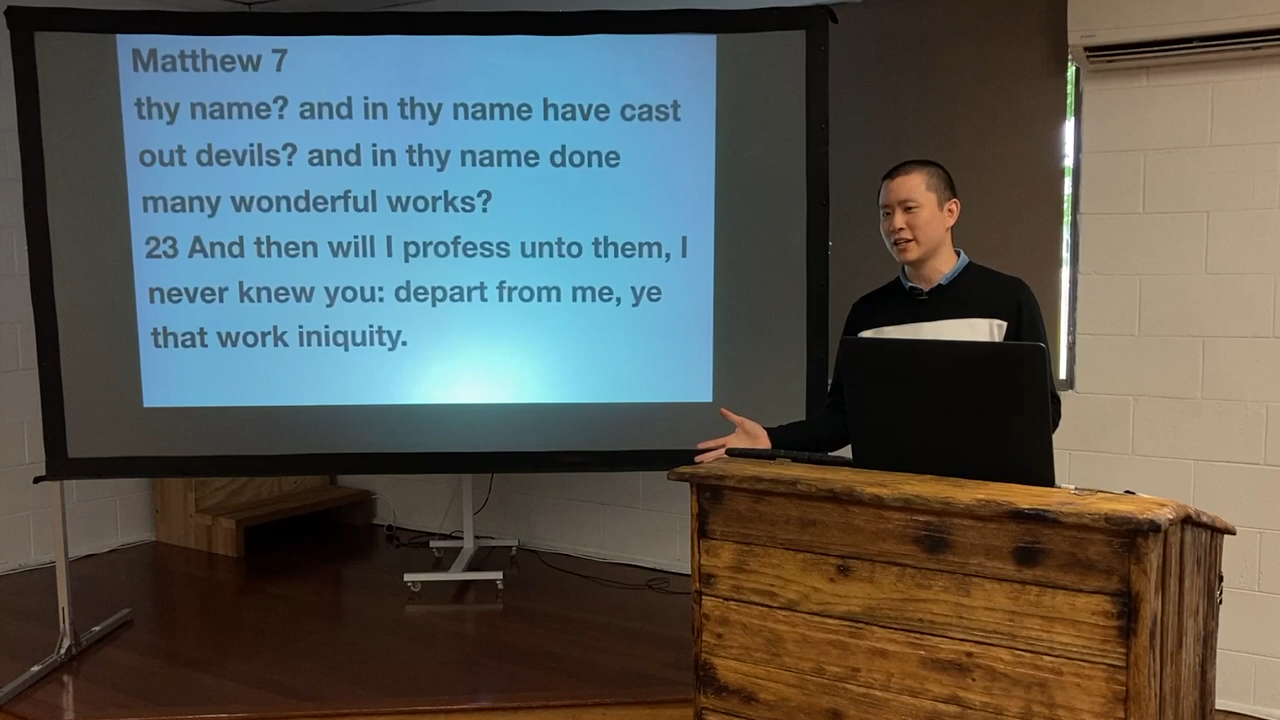 Matthew 7
thy name? and in thy name have cast
out devils? and in thy name done
many wonderful works?
23 And then will I profess unto them, I
never knew you: depart from me, ye
that work iniquity.